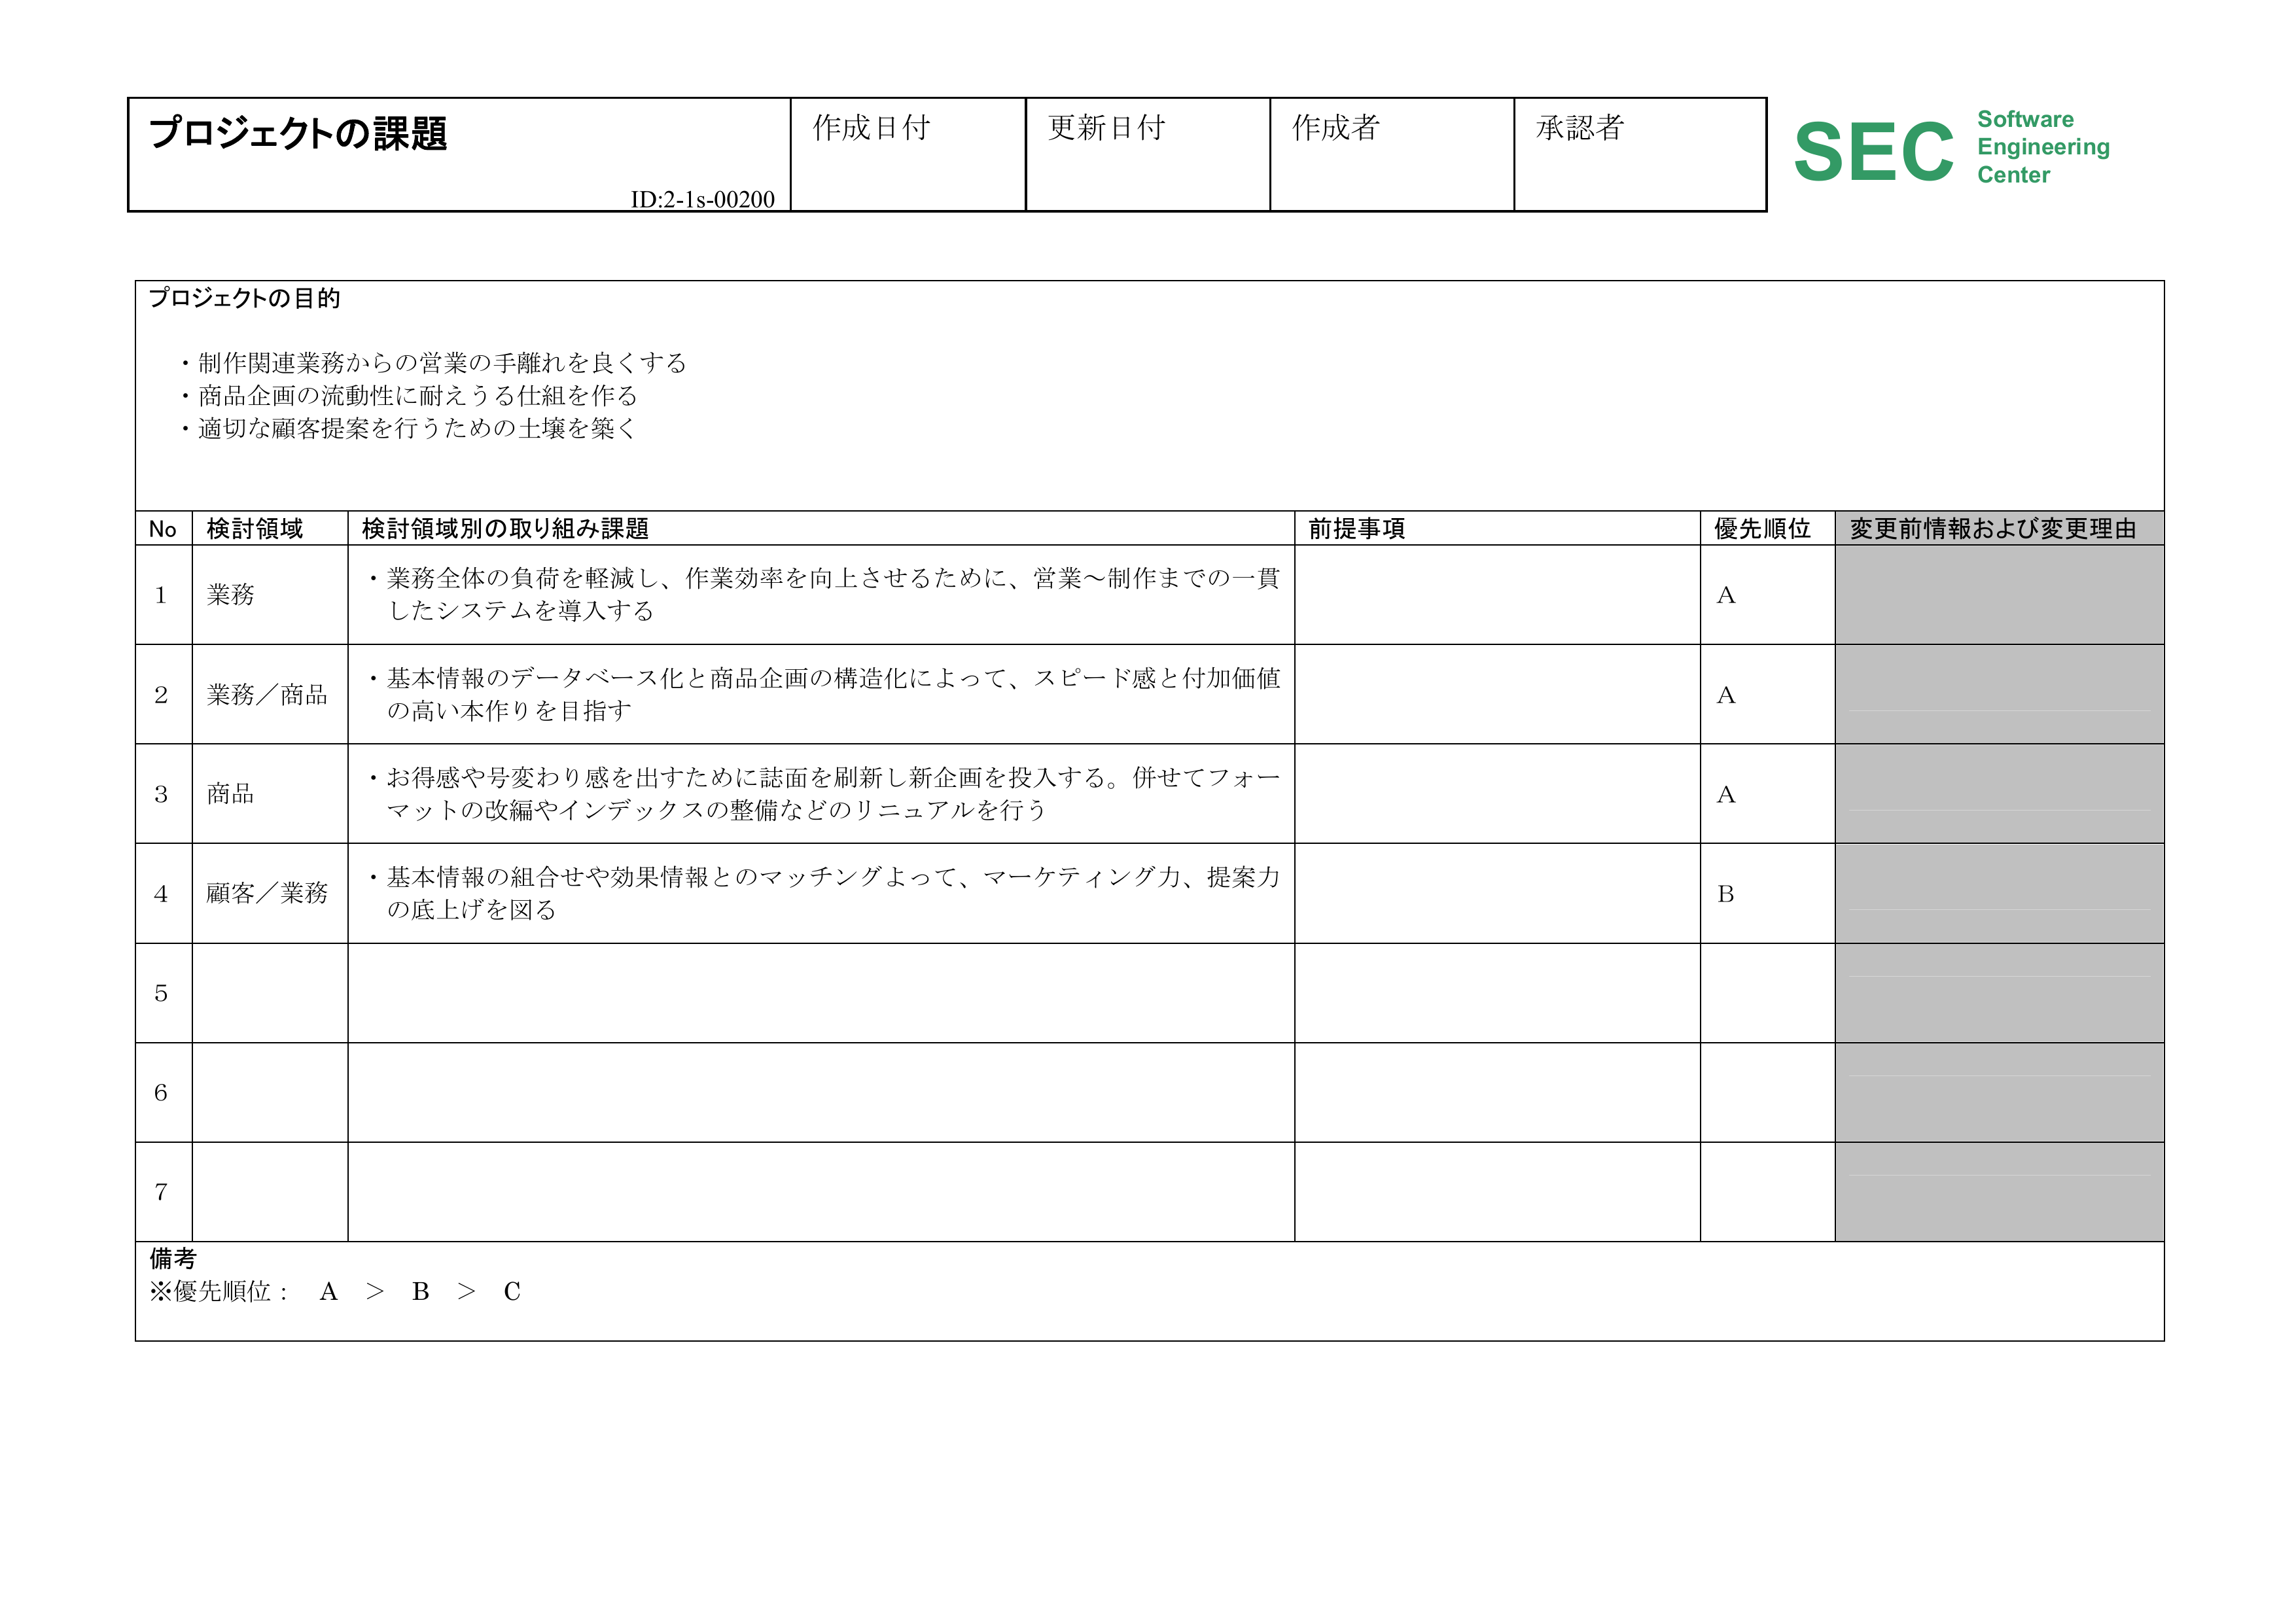 プロジェクトの課題
ID:2-1s-00200
作成日付
更新日付
作成者
承認者
SEC
Software
Engineering
Center
プロジェクトの目的
・制作関連業務からの営業の手離れを良くする
・商品企画の流動性に耐えうる仕組を作る
・適切な顧客提案を行うための土壌を築く
No 検討領域 検討領域別の取り組み課題 前提事項 優先順位 変更前情報および変更理由
1 業務 ・業務全体の負荷を軽減し、作業効率を向上させるために、営業～制作までの一貫
したシステムを導入する
A
2 業務／商品 ・基本情報のデータベース化と商品企画の構造化によって、スピード感と付加価値
の高い本作りを目指す
A
3 商品 ・お得感や号変わり感を出すために誌面を刷新し新企画を投入する。併せてフォー
マットの改編やインデックスの整備などのリニュアルを行う
A
4 顧客／業務 ・基本情報の組合せや効果情報とのマッチングよって、マーケティング力、提案力
の底上げを図る
B
5
6
7
備考
※優先順位： A ＞ B ＞ C